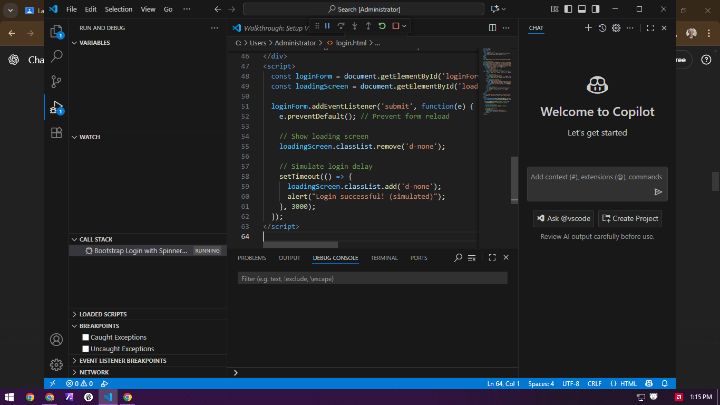 File Edit Selection View Go ···
Search [Administrator]
Cha
RUN AND DEBUG
VARIABLES
WATCH
CALL STACK
Bootstrap Login with Spinner... RUNNING
LOADED SCRIPTS
BREAKPOINTS
Caught Exceptions
Uncaught Exceptions
EVENT LISTENER BREAKPOINTS
NETWORK
Walkthrough: Setup V
C: > Users > Administrator > login.html > ...
46 </div>
47 <script>
48 const loginForm = document.getElementById('loginFor
49 const loadingScreen = document.getElementById('load
50
51 loginForm.addEventListener('submit', function(e) {
52 e.preventDefault(); // Prevent form reload
53
54 // Show loading screen
55 loadingScreen.classList.remove('d-none');
56
57 // Simulate login delay
58 setTimeout(() => {
59 loadingScreen.classList.add('d-none');
60 alert("Login successful! (simulated)");
61 }, 3000);
62 });
63 </script>
64
PROBLEMS OUTPUT DEBUG CONSOLE TERMINAL PORTS
Filter (e.g. text, !exclude, \escape)
CHAT
Welcome to Copilot
Let's get started
Add context (#), extensions (@), commands
Ask @vscode
Create Project
Review AI output carefully before use.
ree
0 0
Ln 64, Col 1 Spaces: 4 UTF-8 CRLF {} HTML
1:15 PM